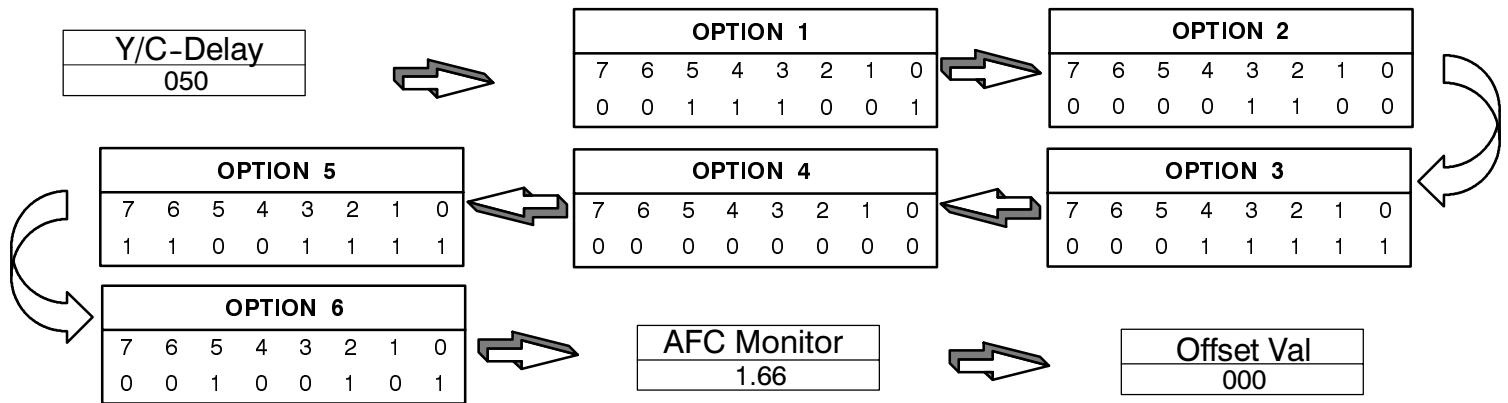 Y/C-Delay
050
OPTION 1
7 6 5 4 3 2 1 0
0 0 1 1 1 0 0 1
OPTION 2
7 6 5 4 3 2 1 0
0 0 0 0 1 1 0 0
OPTION 3
7 6 5 4 3 2 1 0
0 0 0 1 1 1 1 1
OPTION 4
7 6 5 4 3 2 1 0
0 0 0 0 0 0 0 0
OPTION 5
7 6 5 4 3 2 1 0
1 1 0 0 1 1 1 1
OPTION 6
7 6 5 4 3 2 1 0
0 0 1 0 0 1 0 1
AFC Monitor
1.66
Offset Val
000